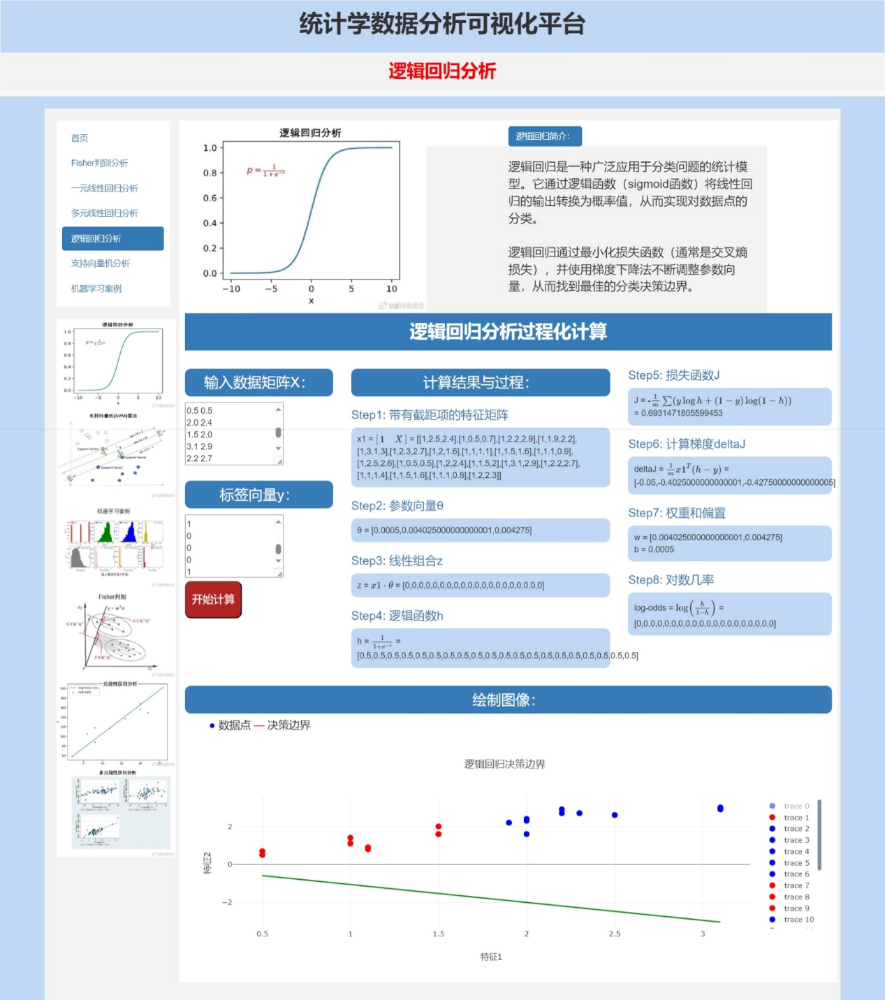 统计学数据分析可视化平台
逻辑回归分析
首页
Fisher判别分析
一元线性回归分析
多元线性回归分析
逻辑回归分析
支持向量机分析
机器学习案例
逻辑回归分析
p = 1/(1+e^-z)
1.0
0.8
0.6
0.4
0.2
0.0
−10
−5
0
5
10
x
逻辑回归简介：
逻辑回归是一种广泛应用于分类问题的统计模
型。它通过逻辑函数（sigmoid函数）将线性回
归的输出转换为概率值，从而实现对数据点的
分类。
逻辑回归通过最小化损失函数（通常是交叉熵
损失），并使用梯度下降法不断调整参数向
量，从而找到最佳的分类决策边界。
逻辑回归分析
1.0
0.8
0.6
0.4
0.2
0.0
−10
−5
0
5
10
x
支持向量机(SVM)算法
Support Vector
Support Vector
Support Vector
机器学习案例
Fisher判别
一元线性回归分析
多元线性回归分析
逻辑回归分析过程化计算
输入数据矩阵X：
0.5 0.5
2.0 2.4
1.5 2.0
3.1 2.9
2.2 2.7
标签向量y：
1
0
0
0
1
开始计算
计算结果与过程：
Step1: 带有截距项的特征矩阵
x1 = [1 X] = [[1,2.5,2.4],[1,0.5,0.7],[1,2.2,2.9],[1,1.9,2.2],
[1,3.1,3],[1,2.3,2.7],[1,2,1.6],[1,1,1.1],[1,1.5,1.6],[1,1.1,0.9],
[1,2.5,2.6],[1,0.5,0.5],[1,2,2.4],[1,1.5,2],[1,3.1,2.9],[1,2.2,2.7],
[1,1,1.4],[1,1.5,1.6],[1,1.1,0.8],[1,2,2.3]]
Step2: 参数向量θ
θ = [0.0005,0.004025000000000001,0.004275]
Step3: 线性组合z
z = x1 · θ = [0,0,0,0,0,0,0,0,0,0,0,0,0,0,0,0,0,0,0,0]
Step4: 逻辑函数h
h = 1/(1+e^-z) =
[0.5,0.5,0.5,0.5,0.5,0.5,0.5,0.5,0.5,0.5,0.5,0.5,0.5,0.5,0.5,0.5,0.5,0.5,0.5,0.5]
Step5: 损失函数J
J = -1/m ∑(y log h + (1 − y) log(1 − h))
= 0.6931471805599453
Step6: 计算梯度deltaJ
deltaJ = 1/m x1^T (h − y) =
[-0.05,-0.4025000000000001,-0.42750000000000005]
Step7: 权重和偏置
w = [0.004025000000000001,0.004275]
b = 0.0005
Step8: 对数几率
log-odds = log(h/(1−h)) =
[0,0,0,0,0,0,0,0,0,0,0,0,0,0,0,0,0,0,0,0]
绘制图像：
数据点 决策边界
逻辑回归决策边界
特征2
2
0
−2
0.5
1
1.5
2
2.5
3
特征1
trace 0
trace 1
trace 2
trace 3
trace 4
trace 5
trace 6
trace 7
trace 8
trace 9
trace 10